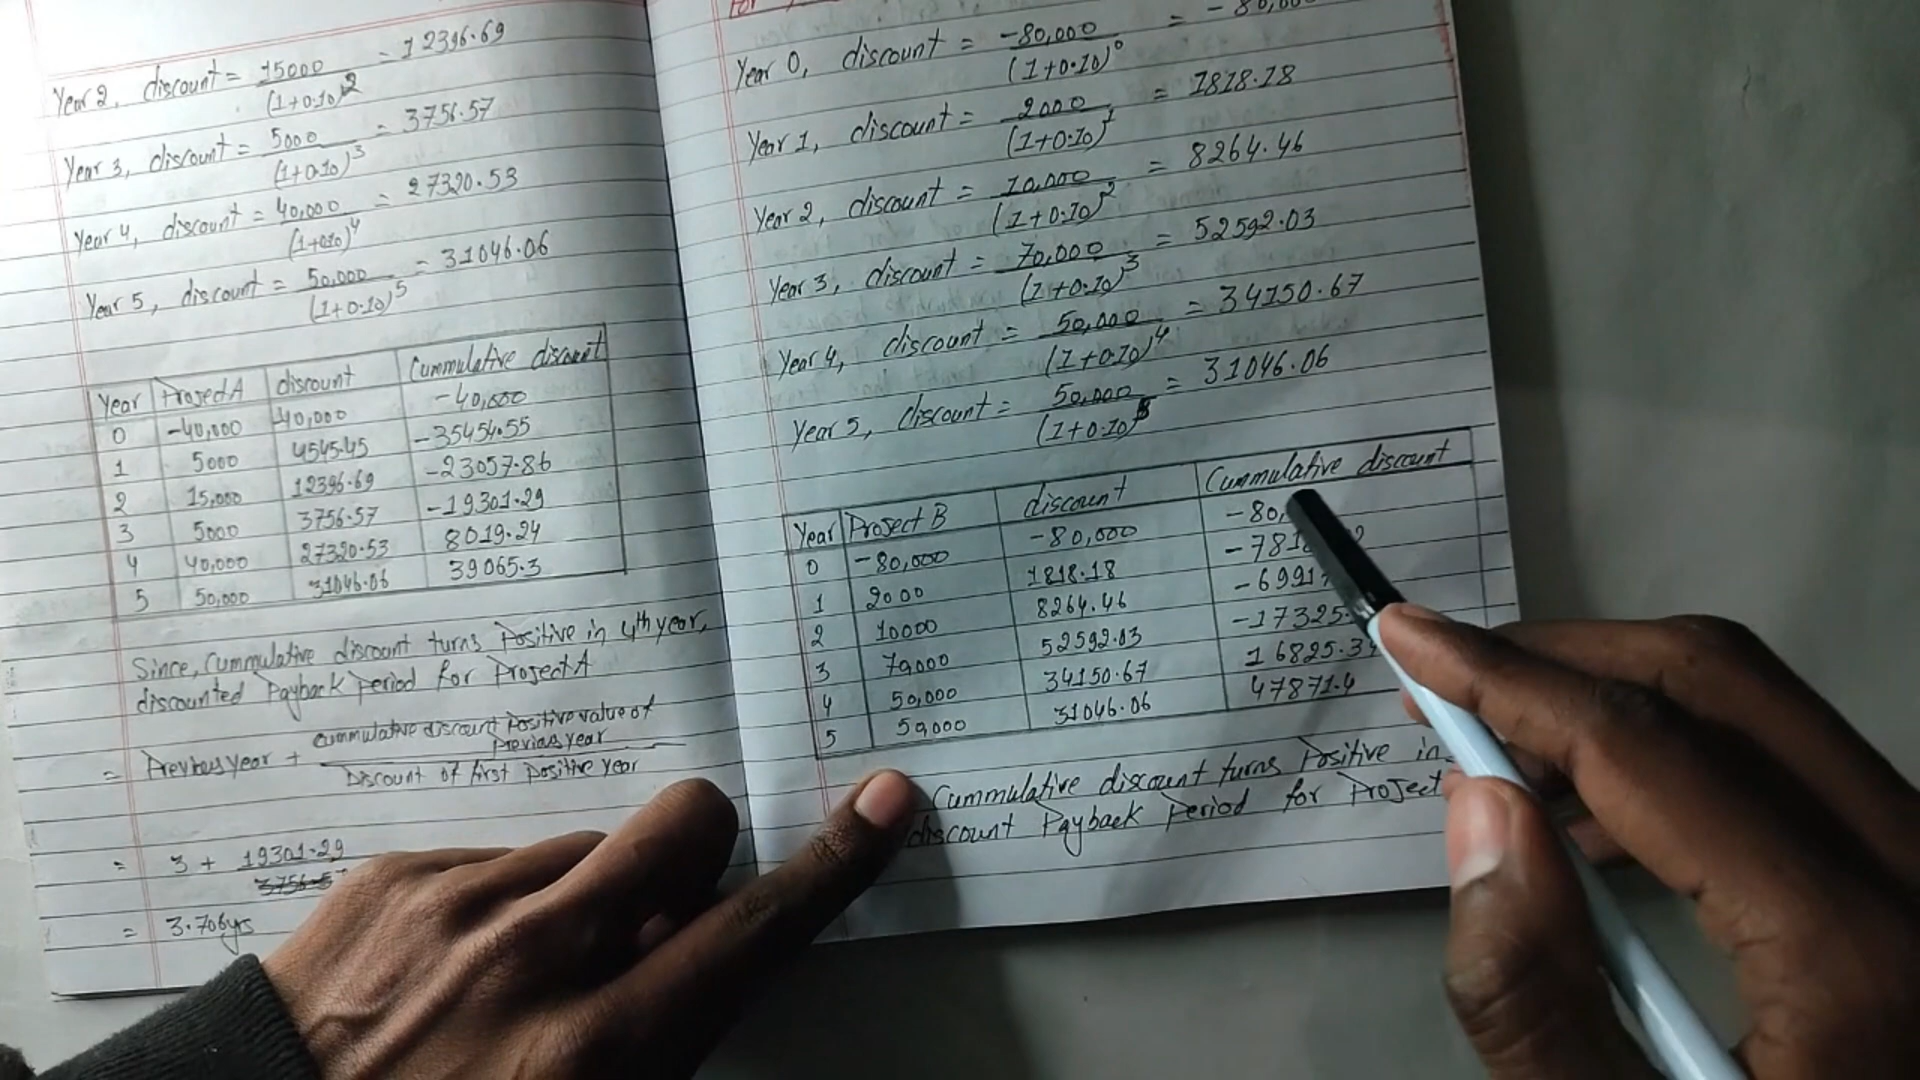 Year 2, discount = 15000 / (1+0.10)^2 = 12396.69
Year 3, discount = 5000 / (1+0.10)^3 = 3756.57
Year 4, discount = 40,000 / (1+0.10)^4 = 27320.53
Year 5, discount = 50,000 / (1+0.10)^5 = 31046.06
Year Project A discount Cummulative discount
0 -40,000 -40,000 -40,000
1 5000 4545.45 -35454.55
2 15,000 12396.69 -23057.86
3 5000 3756.57 -19301.29
4 40,000 27320.53 8019.24
5 50,000 31046.06 39065.3
Since, Cummulative discount turns Positive in 4th year,
discounted Payback Period for Project A
= Previous year + Cummulative discount Positive value of Previous year / Discount of first Positive Year
= 3 + 19301.29
= 3.706yrs
Year 0, discount = -80,000 / (1+0.10)^0 = -80,000
Year 1, discount = 2000 / (1+0.10)^1 = 1818.18
Year 2, discount = 10,000 / (1+0.10)^2 = 8264.46
Year 3, discount = 70,000 / (1+0.10)^3 = 52592.03
Year 4, discount = 50,000 / (1+0.10)^4 = 34150.67
Year 5, discount = 50,000 / (1+0.10)^5 = 31046.06
Year Project B discount Cummulative discount
0 -80,000 -80,000
1 2000 1818.18
2 10000 8264.46
3 70,000 52592.03
4 50,000 34150.67
5 50,000 31046.06 47871.4
Cummulative discount turns Positive in
discount Payback Period for Project